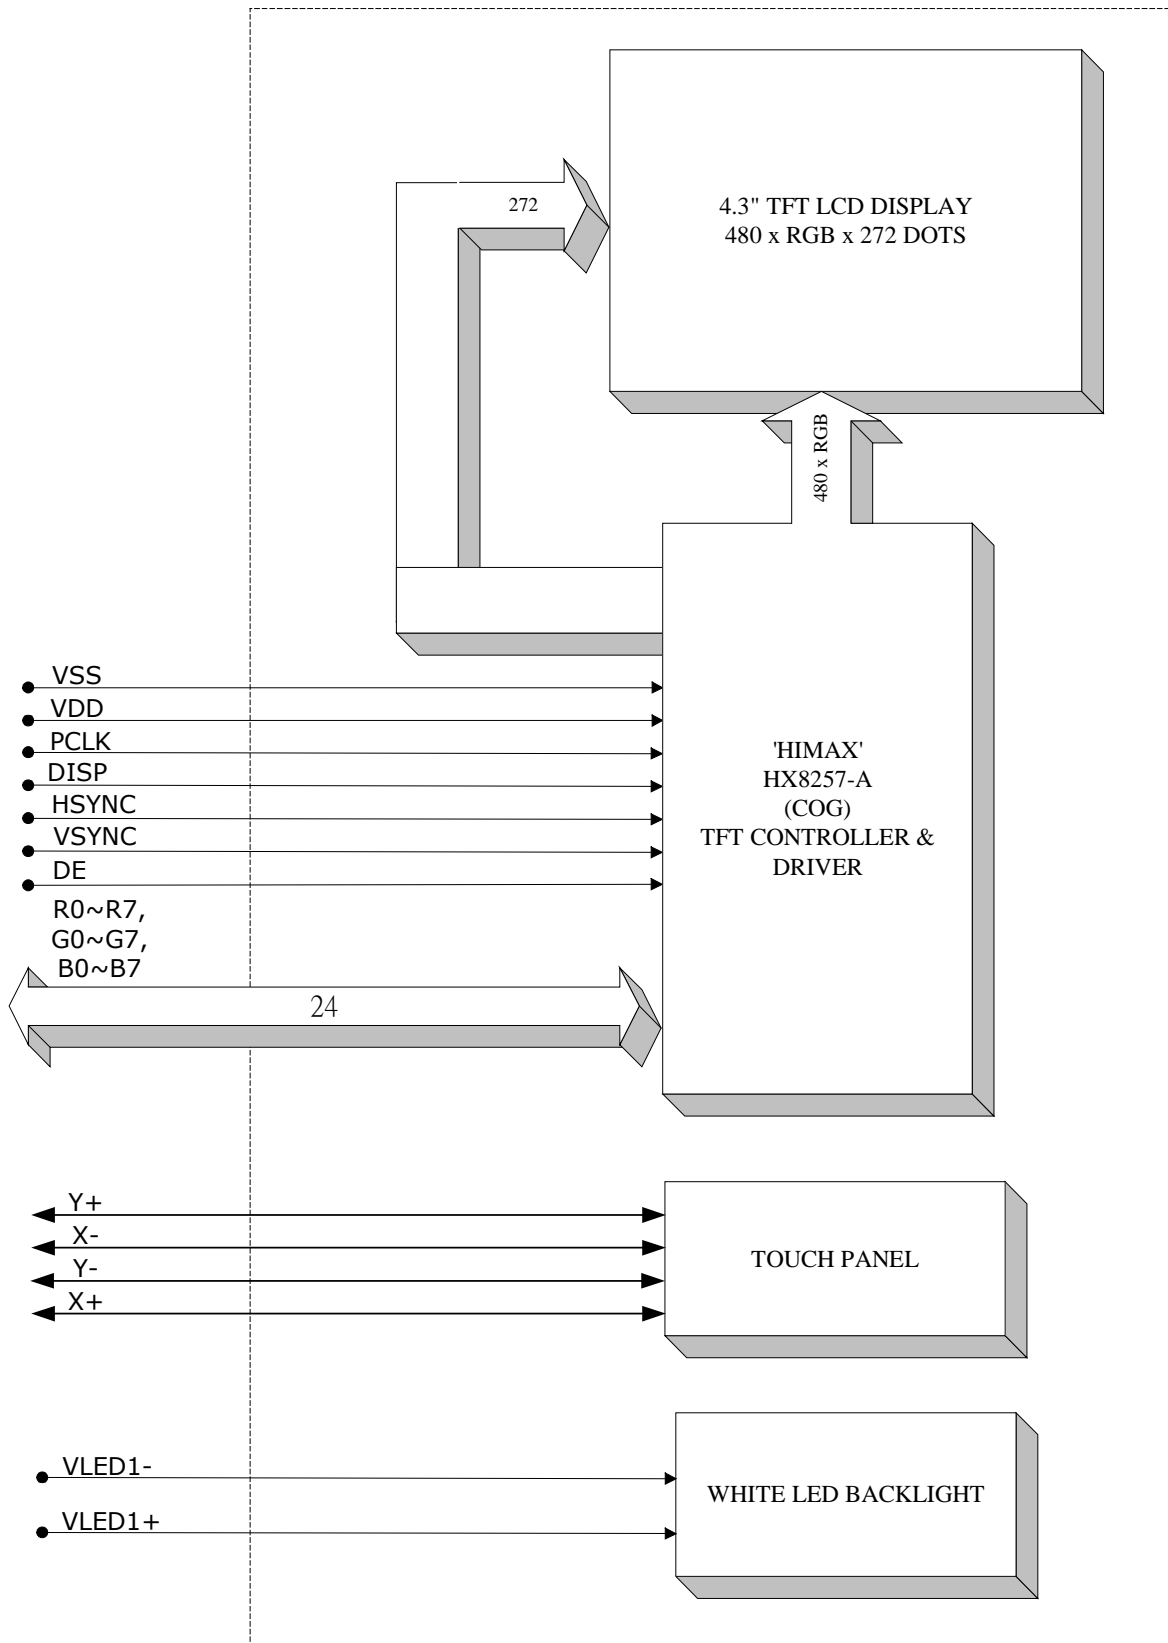 4.3" TFT LCD DISPLAY
480 x RGB x 272 DOTS
272
480 x RGB
VSS
VDD
PCLK
DISP
HSYNC
VSYNC
DE
R0~R7,
G0~G7,
B0~B7
24
'HIMAX'
HX8257-A
(COG)
TFT CONTROLLER &
DRIVER
Y+
X-
Y-
X+
TOUCH PANEL
VLED1-
VLED1+
WHITE LED BACKLIGHT